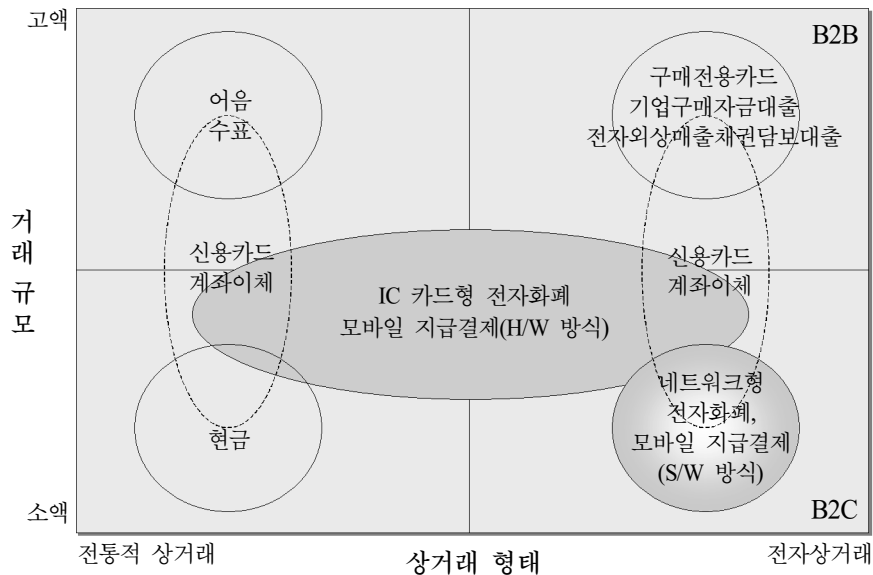 고액
B2B
어음
수표
구매전용카드
기업구매자금대출
전자외상매출채권담보대출
거래 규모
신용카드
계좌이체
IC 카드형 전자화폐
모바일 지급결제(H/W 방식)
신용카드
계좌이체
현금
네트워크형
전자화폐,
모바일 지급결제
(S/W 방식)
소액
B2C
전통적 상거래
상거래 형태
전자상거래